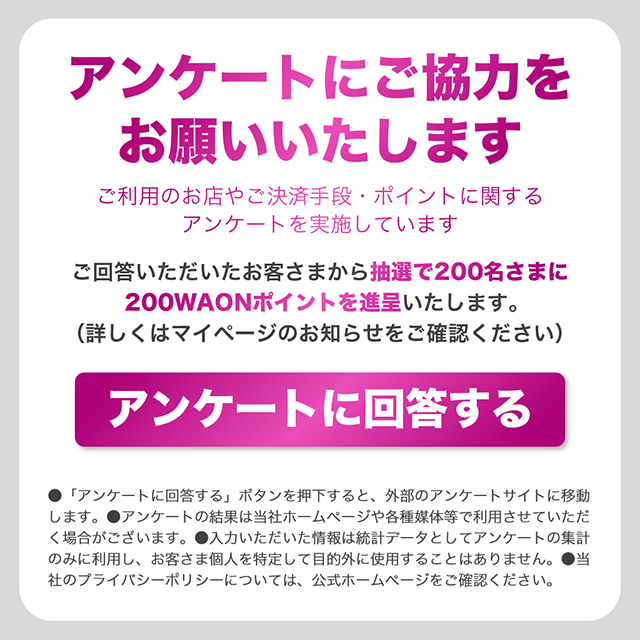 アンケートにご協力を
お願いいたします
ご利用のお店やご決済手段・ポイントに関する
アンケートを実施しています
ご回答いただいたお客さまから抽選で200名さまに
200WAONポイントを進呈いたします。
（詳しくはマイページのお知らせをご確認ください）
アンケートに回答する
●「アンケートに回答する」ボタンを押下すると、外部のアンケートサイトに移動
します。●アンケートの結果は当社ホームページや各種媒体等で利用させていただ
く場合がございます。●入力いただいた情報は統計データとしてアンケートの集計
のみに利用し、お客さま個人を特定して目的外に使用することはありません。●当
社のプライバシーポリシーについては、公式ホームページをご確認ください。